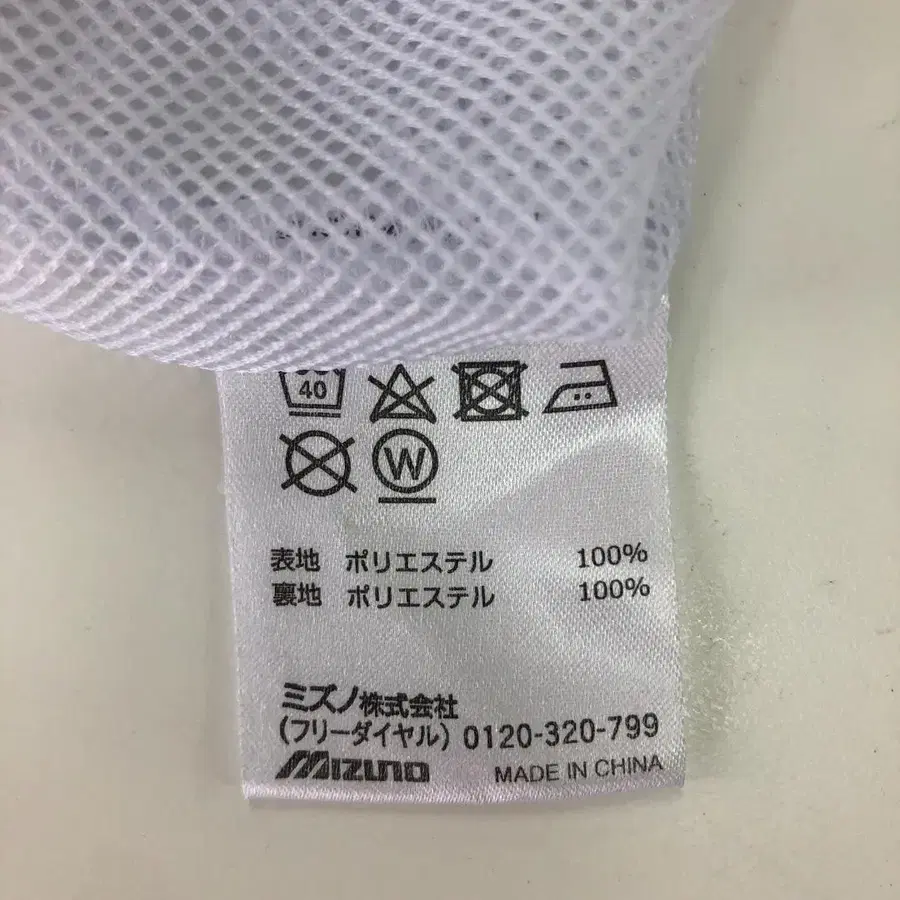 40
W
表地 ポリエステル 100%
裏地 ポリエステル 100%
ミズノ株式会社
(フリーダイヤル) 0120-320-799
MIZUNO MADE IN CHINA